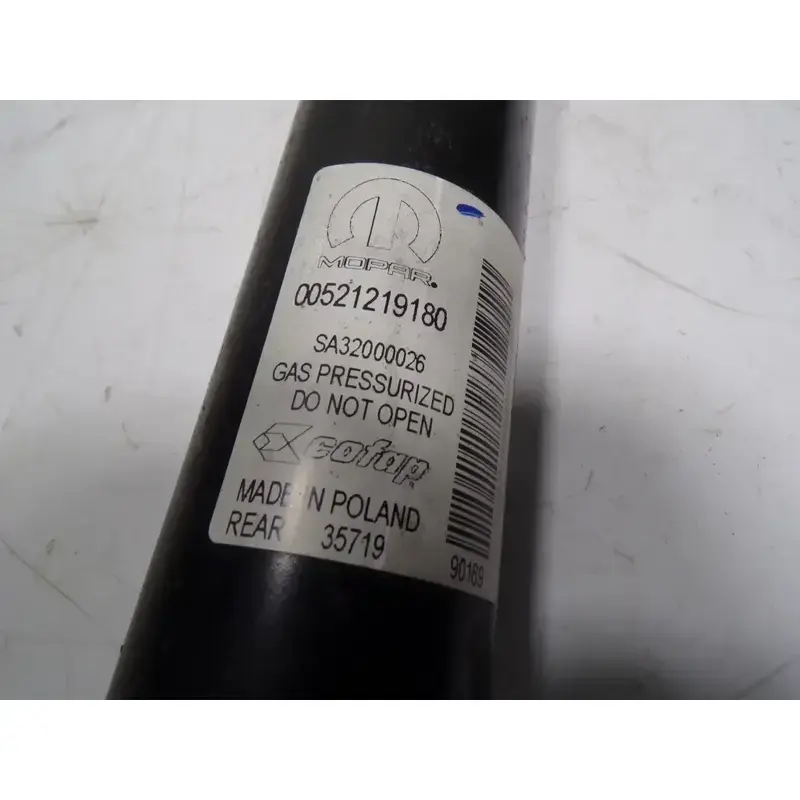 MOPAR.
00521219180
SA32000026
GAS PRESSURIZED
DO NOT OPEN
cofap
MADE IN POLAND
REAR 35719
90169